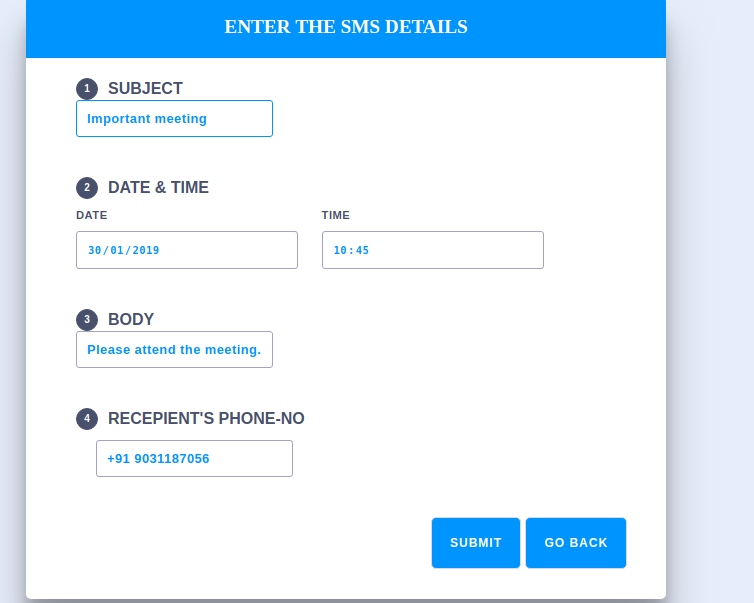 ENTER THE SMS DETAILS
1 SUBJECT
Important meeting
2 DATE & TIME
DATE TIME
30/01/2019 10:45
3 BODY
Please attend the meeting.
4 RECEPIENT'S PHONE-NO
+91 9031187056
SUBMIT GO BACK